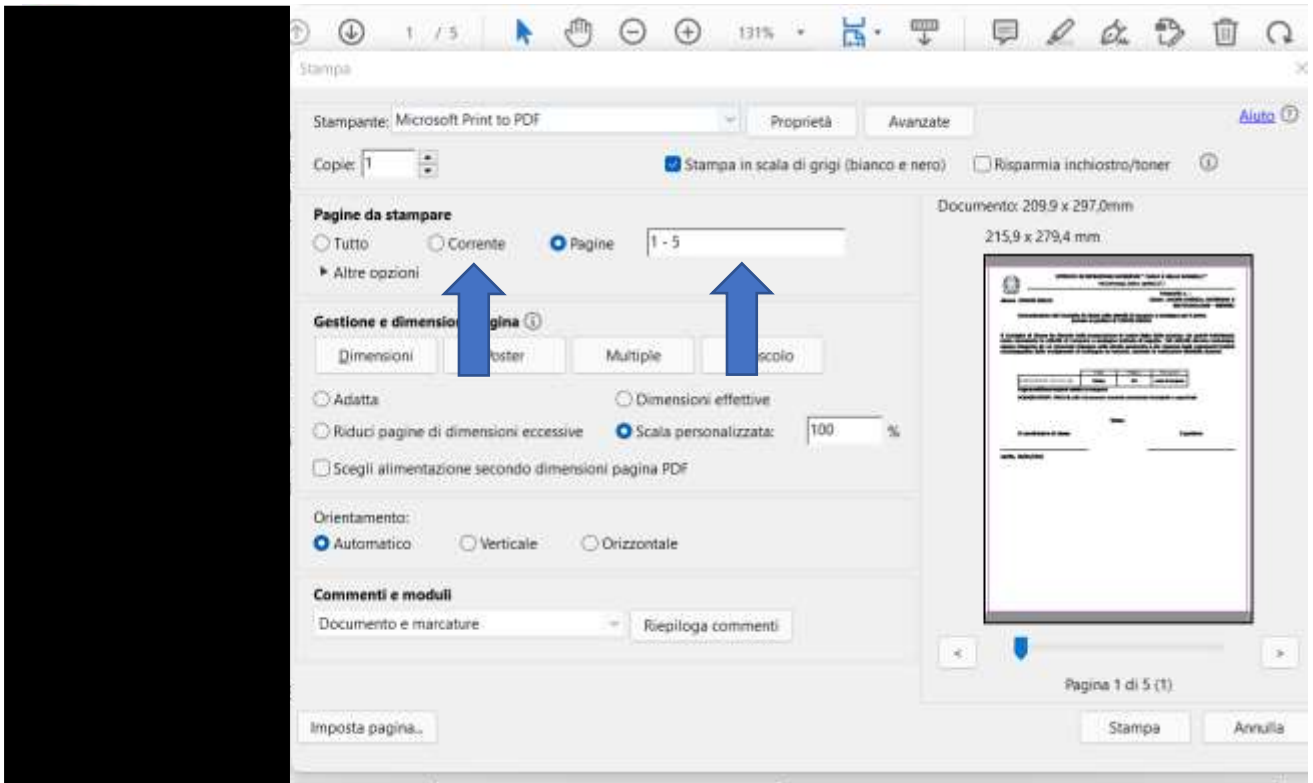 1 / 5 131%
Stampa
Stampante: Microsoft Print to PDF Proprietà Avanzate Aiuto
Copie: 1 Stampa in scala di grigi (bianco e nero) Risparmia inchiostro/toner
Pagine da stampare
Documento: 209.9 x 297,0mm
Tutto Corrente Pagine 1 - 5
215,9 x 279,4 mm
Altre opzioni
Gestione e dimensio gina
Dimensioni oster Multiple scolo
Adatta Dimensioni effettive
Riduci pagine di dimensioni eccessive Scala personalizzata: 100 %
Scegli alimentazione secondo dimensioni pagina PDF
Orientamento:
Automatico Verticale Orizzontale
Commenti e moduli
Documento e marcature Riepiloga commenti
< >
Pagina 1 di 5 (1)
Imposta pagina... Stampa Annulla